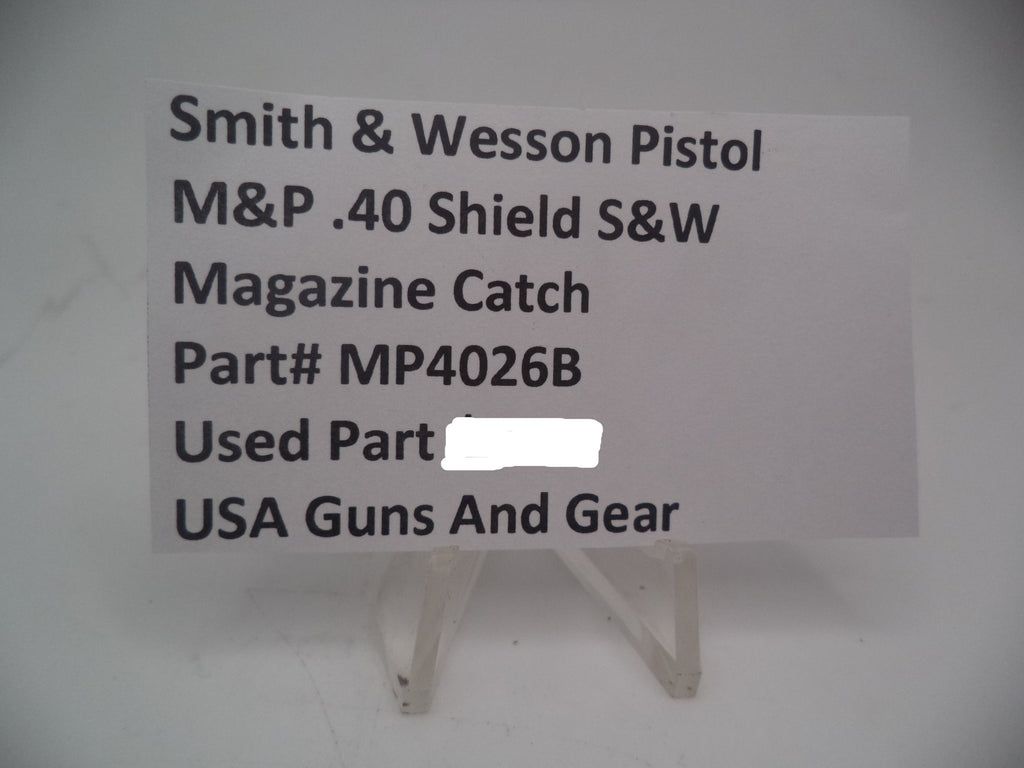 Smith & Wesson Pistol
M&P .40 Shield S&W
Magazine Catch
Part# MP4026B
Used Part
USA Guns And Gear